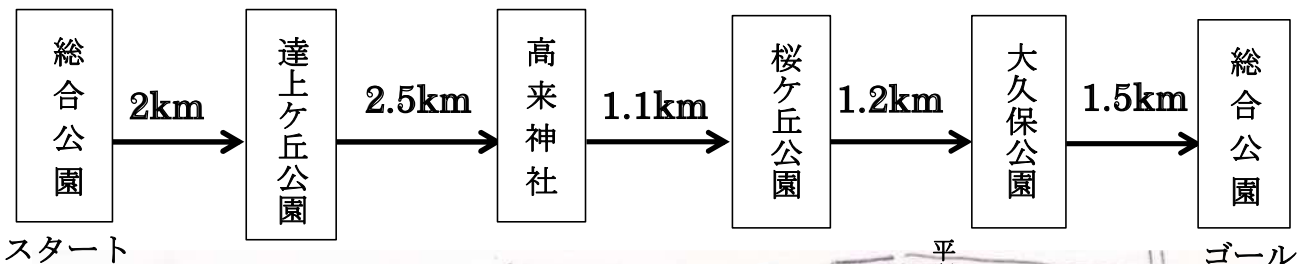 総合公園
2km
達上ケ丘公園
2.5km
高来神社
1.1km
桜ケ丘公園
1.2km
大久保公園
1.5km
総合公園
スタート
平
ゴール